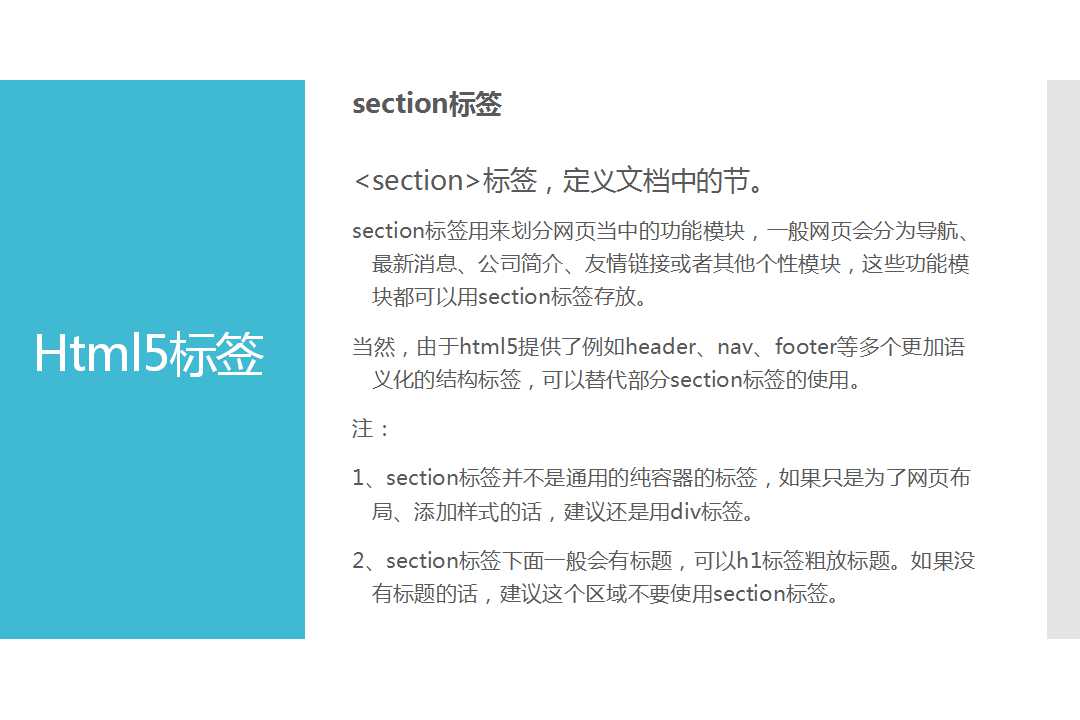 Html5标签
section标签
<section>标签，定义文档中的节。
section标签用来划分网页当中的功能模块，一般网页会分为导航、
最新消息、公司简介、友情链接或者其他个性模块，这些功能模
块都可以用section标签存放。
当然，由于html5提供了例如header、nav、footer等多个更加语
义化的结构标签，可以替代部分section标签的使用。
注：
1、section标签并不是通用的纯容器的标签，如果只是为了网页布
局、添加样式的话，建议还是用div标签。
2、section标签下面一般会有标题，可以h1标签粗放标题。如果没
有标题的话，建议这个区域不要使用section标签。